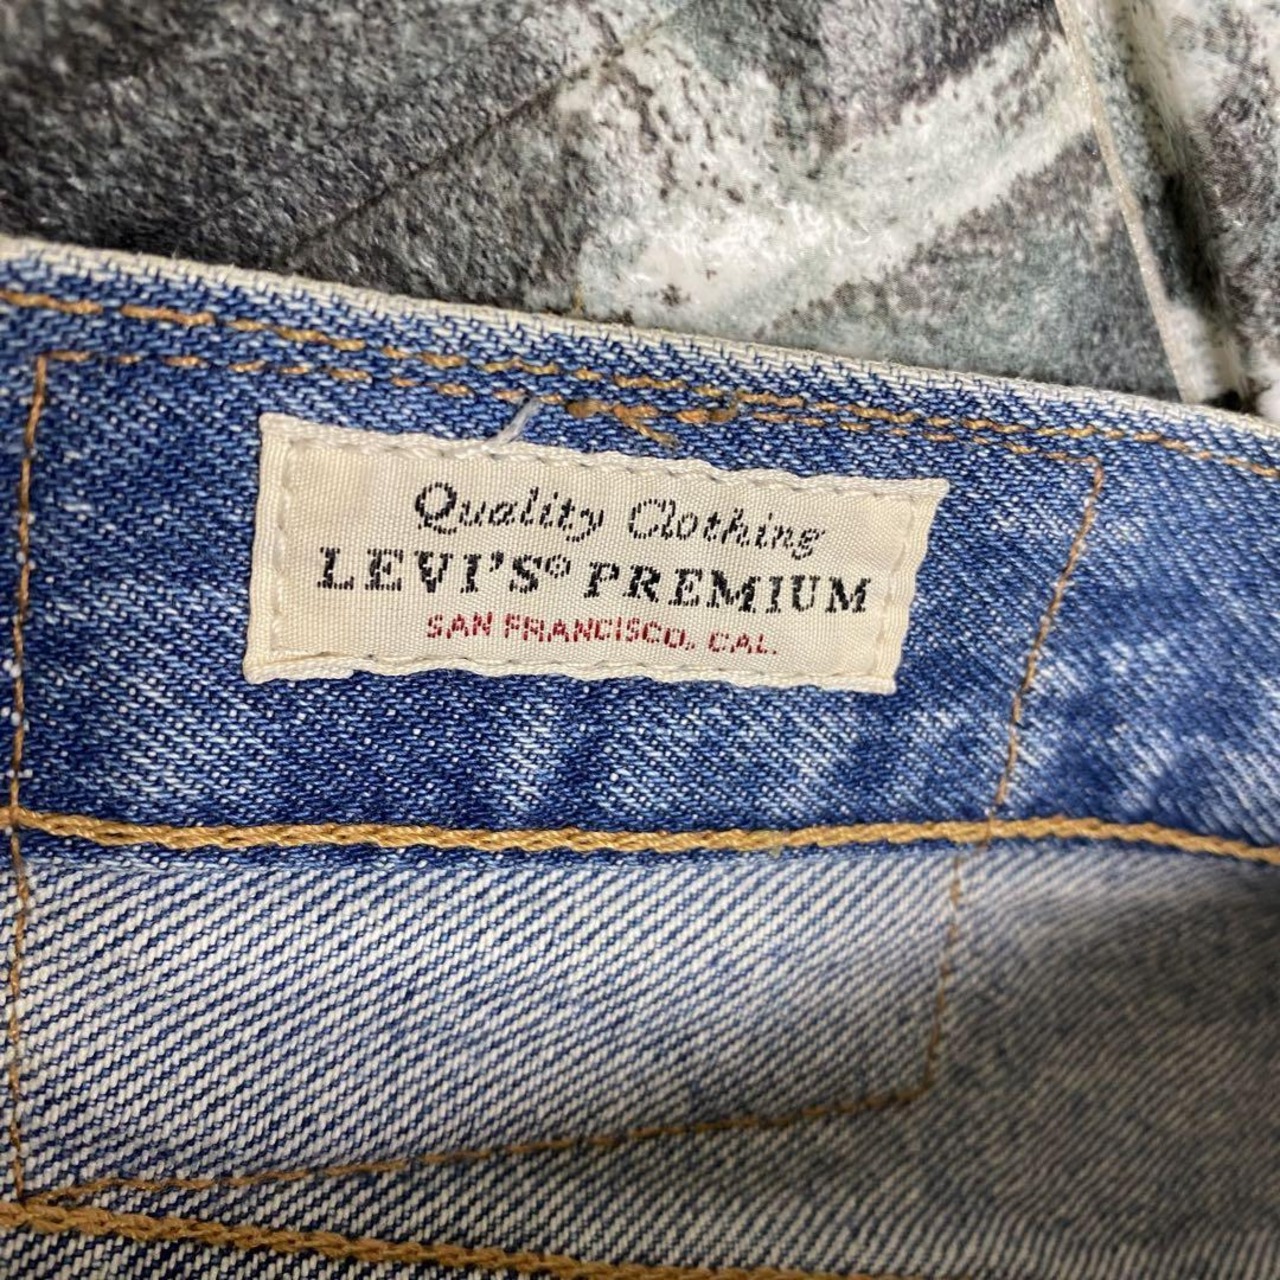 Quality Clothing
LEVI'S® PREMIUM
SAN FRANCISCO, CAL.